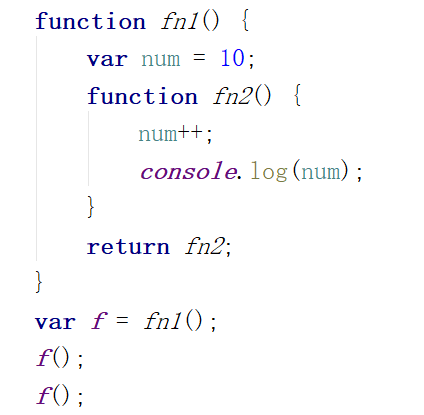 function fn1() {
    var num = 10;
    function fn2() {
        num++;
        console.log(num);
    }
    return fn2;
}
var f = fn1();
f();
f();